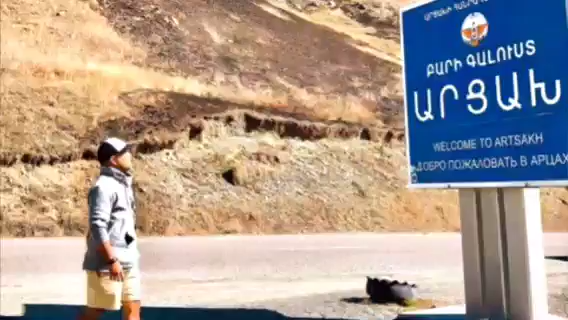 ԲԱՐԻ ԳԱԼՈՒՍՏ
ԱՐՑԱԽ
WELCOME TO ARTSAKH
ДОБРО ПОЖАЛОВАТЬ В АРЦАХ